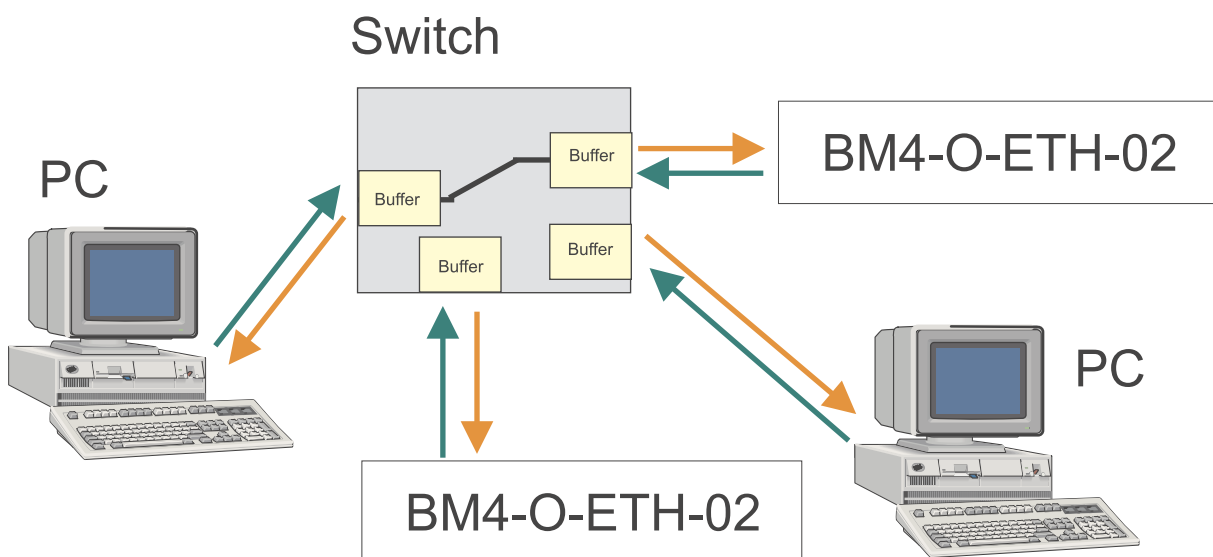 Switch
PC
Buffer
Buffer
Buffer
Buffer
BM4-O-ETH-02
PC
BM4-O-ETH-02